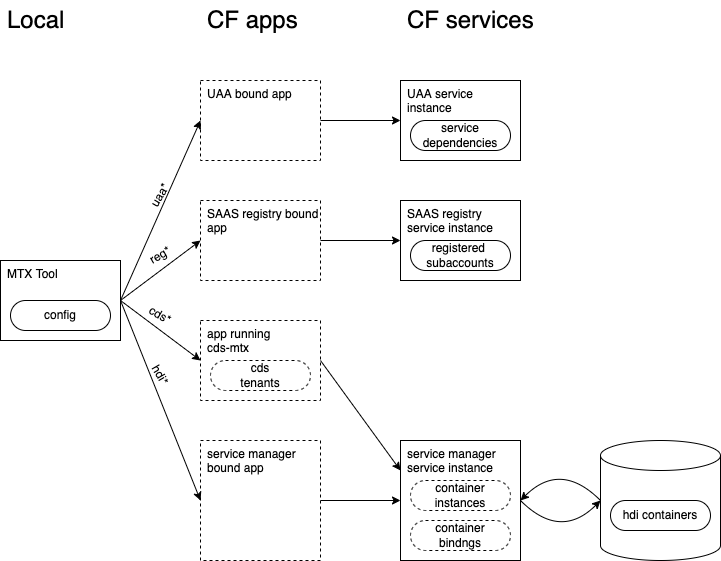 Local
CF apps
CF services
UAA bound app
UAA service
instance
service
dependencies
uaa*
SAAS registry bound
app
SAAS registry
service instance
registered
subaccounts
reg*
MTX Tool
config
cds*
app running
cds-mtx
cds
tenants
hdi*
service manager
bound app
service manager
service instance
container
instances
container
bindngs
hdi containers